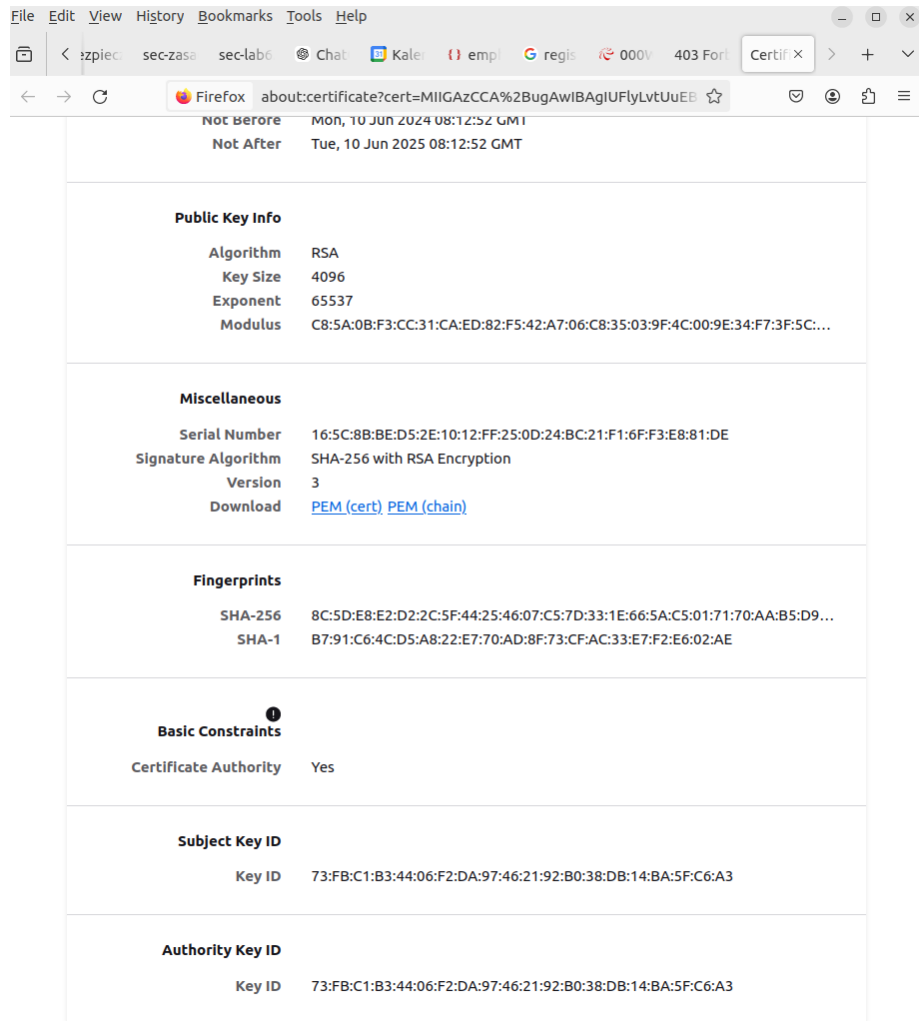 File Edit View History Bookmarks Tools Help
ezpiec sec-zasa sec-lab6 Chat Kaler empl G regis 000V 403 Forb Certifi
Firefox about:certificate?cert=MIIGAzCCA%2BugAwIBAgIUFlyLvtUuEB
Not Before Mon, 10 Jun 2024 08:12:52 GMT
Not After Tue, 10 Jun 2025 08:12:52 GMT
Public Key Info
Algorithm RSA
Key Size 4096
Exponent 65537
Modulus C8:5A:0B:F3:CC:31:CA:ED:82:F5:42:A7:06:C8:35:03:9F:4C:00:9E:34:F7:3F:5C:…
Miscellaneous
Serial Number 16:5C:8B:BE:D5:2E:10:12:FF:25:0D:24:BC:21:F1:6F:F3:E8:81:DE
Signature Algorithm SHA-256 with RSA Encryption
Version 3
Download PEM (cert) PEM (chain)
Fingerprints
SHA-256 8C:5D:E8:E2:D2:2C:5F:44:25:46:07:C5:7D:33:1E:66:5A:C5:01:71:70:AA:B5:D9…
SHA-1 B7:91:C6:4C:D5:A8:22:E7:70:AD:8F:73:CF:AC:33:E7:F2:E6:02:AE
Basic Constraints
Certificate Authority Yes
Subject Key ID
Key ID 73:FB:C1:B3:44:06:F2:DA:97:46:21:92:B0:38:DB:14:BA:5F:C6:A3
Authority Key ID
Key ID 73:FB:C1:B3:44:06:F2:DA:97:46:21:92:B0:38:DB:14:BA:5F:C6:A3